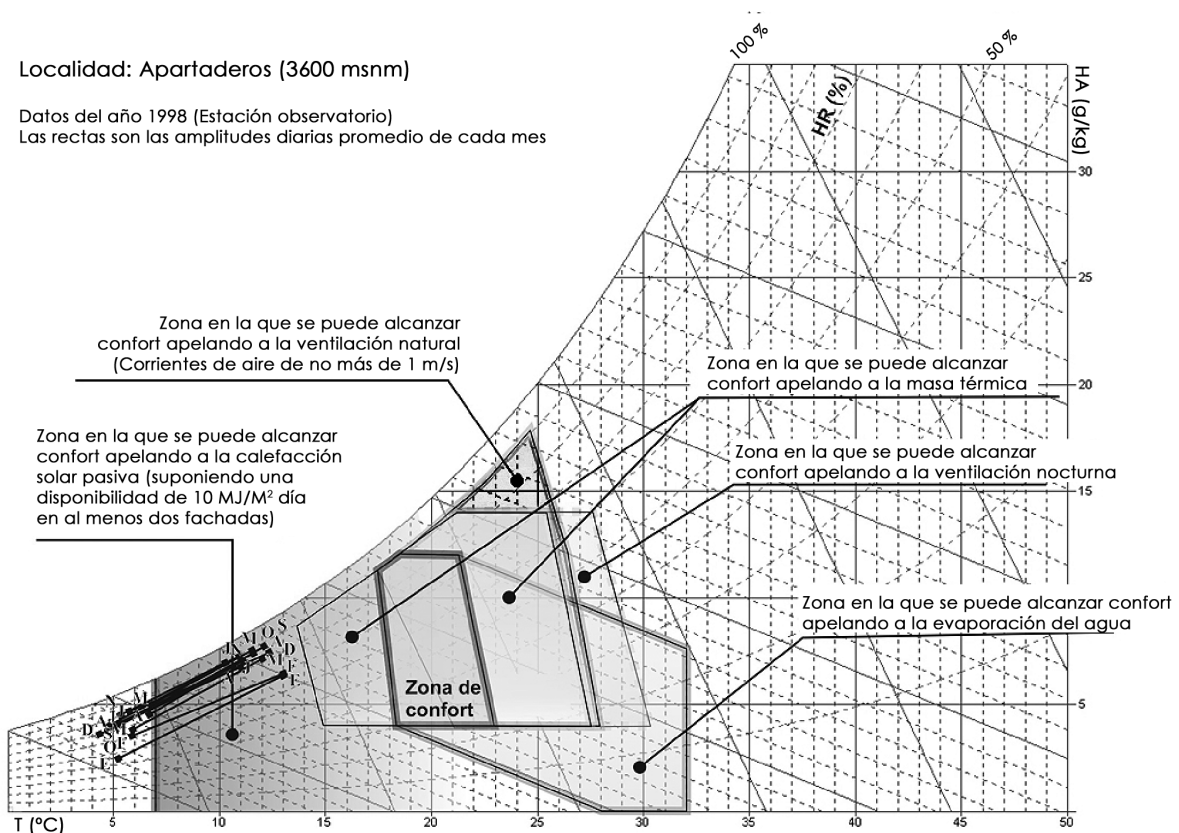 100 %
50 %
Localidad: Apartaderos (3600 msnm)
HA (g/kg)
HR (%)
Datos del año 1998 (Estación observatorio)
Las rectas son las amplitudes diarias promedio de cada mes
30
25
Zona en la que se puede alcanzar
confort apelando a la ventilación natural
(Corrientes de aire de no más de 1 m/s)
Zona en la que se puede alcanzar
confort apelando a la masa térmica
20
Zona en la que se puede alcanzar
confort apelando a la calefacción
solar pasiva (suponiendo una
disponibilidad de 10 MJ/M² día
en al menos dos fachadas)
Zona en la que se puede alcanzar
confort apelando a la ventilación nocturna
15
Zona en la que se puede alcanzar confort
apelando a la evaporación del agua
M O S
D
F
Zona de
confort
5
D
O
T (ºC)
5
10
15
20
25
30
35
40
45
50